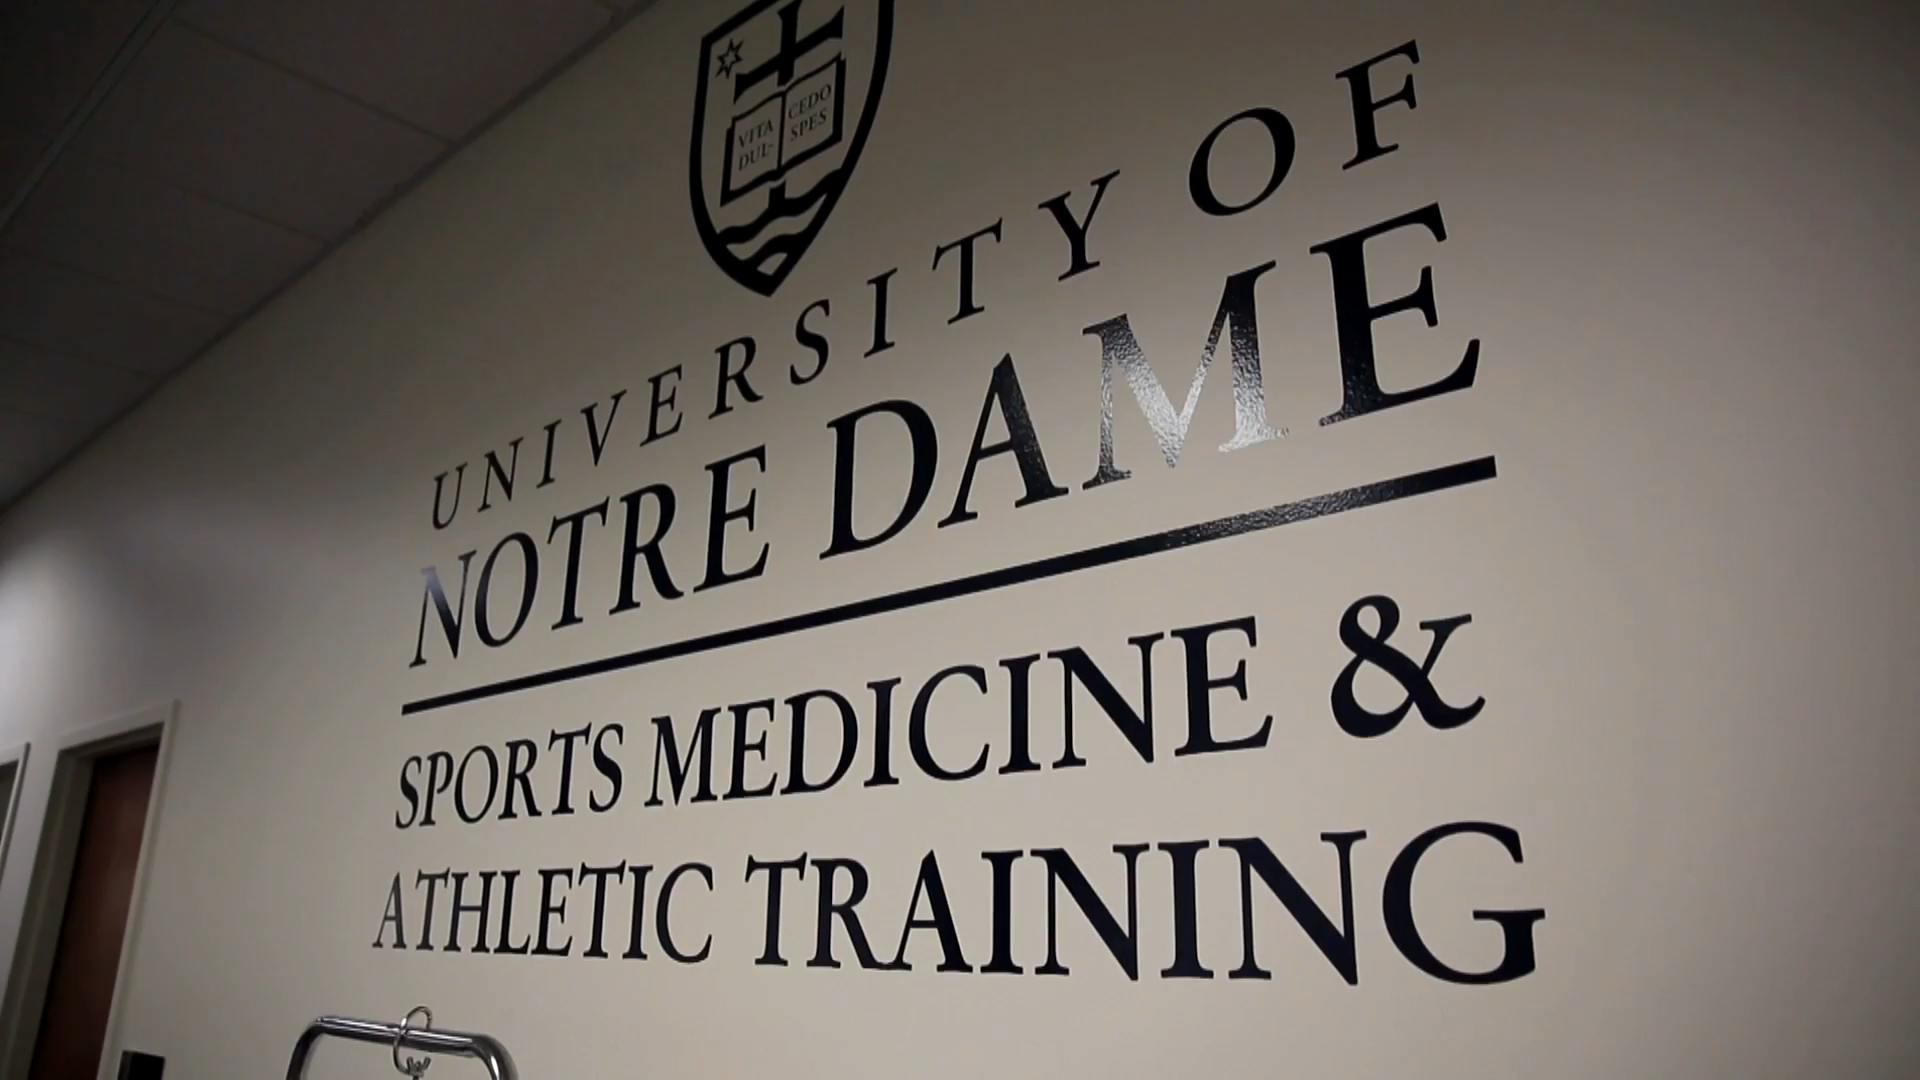 VITA
DUL-
CEDO
SPES
UNIVERSITY OF
NOTRE DAME
SPORTS MEDICINE &
ATHLETIC TRAINING